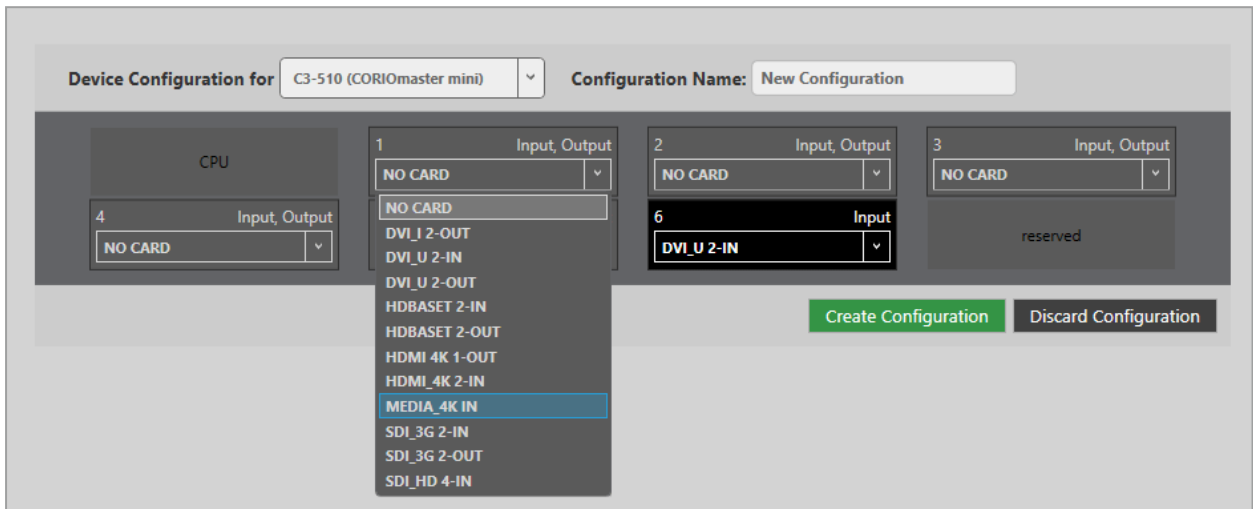 Device Configuration for C3-510 (CORIOmaster mini) Configuration Name: New Configuration
CPU
1 Input, Output
NO CARD
2 Input, Output
NO CARD
3 Input, Output
NO CARD
4 Input, Output
NO CARD
6 Input
DVI_U 2-IN
reserved
NO CARD
DVI_I 2-OUT
DVI_U 2-IN
DVI_U 2-OUT
HDBASET 2-IN
HDBASET 2-OUT
HDMI 4K 1-OUT
HDMI_4K 2-IN
MEDIA_4K IN
SDI_3G 2-IN
SDI_3G 2-OUT
SDI_HD 4-IN
Create Configuration Discard Configuration